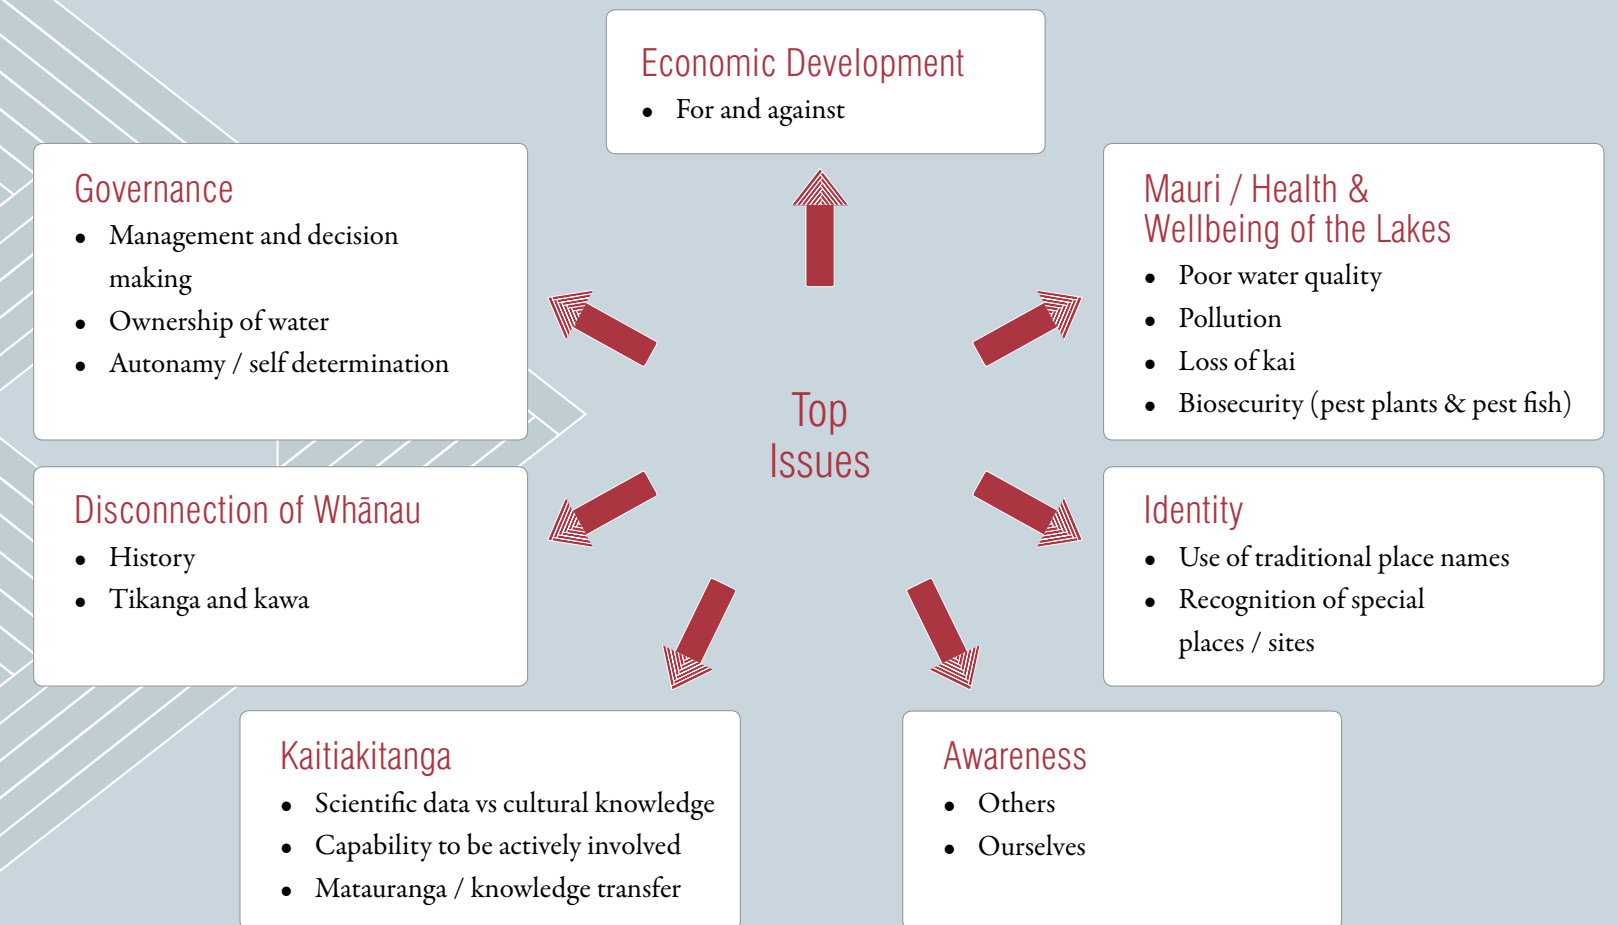 Economic Development
• For and against
Governance
• Management and decision
making
• Ownership of water
• Autonamy / self determination
Mauri / Health &
Wellbeing of the Lakes
• Poor water quality
• Pollution
• Loss of kai
• Biosecurity (pest plants & pest fish)
Top
Issues
Disconnection of Whānau
• History
• Tikanga and kawa
Identity
• Use of traditional place names
• Recognition of special
places / sites
Kaitiakitanga
• Scientific data vs cultural knowledge
• Capability to be actively involved
• Matauranga / knowledge transfer
Awareness
• Others
• Ourselves